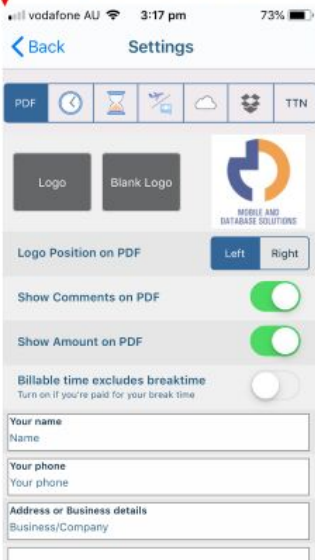 vodafone AU 3:17 pm 73%
Back Settings
PDF TTN
Logo Blank Logo
MOBILE AND
DATABASE SOLUTIONS
Logo Position on PDF Left Right
Show Comments on PDF
Show Amount on PDF
Billable time excludes breaktime
Turn on if you're paid for your break time
Your name
Name
Your phone
Your phone
Address or Business details
Business/Company